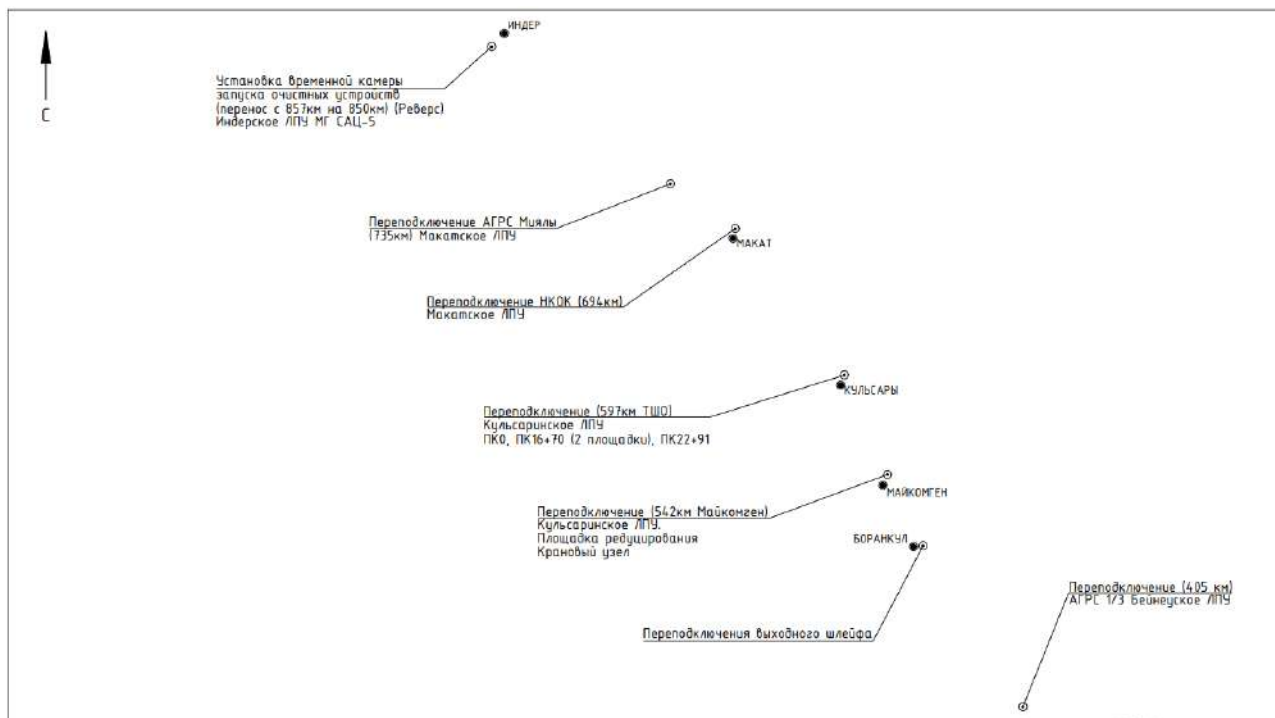 ИНДЕР
С
Установка временной камеры
запуска очистных устройств
(перенос с 857км на 850км) (Реверс)
Индерское ЛПУ МГ САЦ-5
Переподключение АГРС Миялы
(735км) Макатское ЛПУ
МАКАТ
Переподключение НКОК (694км)
Макатское ЛПУ
КУЛЬСАРЫ
Переподключение (597км ТШО)
Кульсаринское ЛПУ
ПК0, ПК16+70 (2 площадки), ПК22+91
МАЙКОМГЕН
Переподключение (542км Майкомген)
Кульсаринское ЛПУ.
Площадка редуцирования
Крановый узел
БОРАНКУЛ
Переподключение (405 км)
АГРС 1/3 Бейнеуское ЛПУ
Переподключения выходного шлейфа